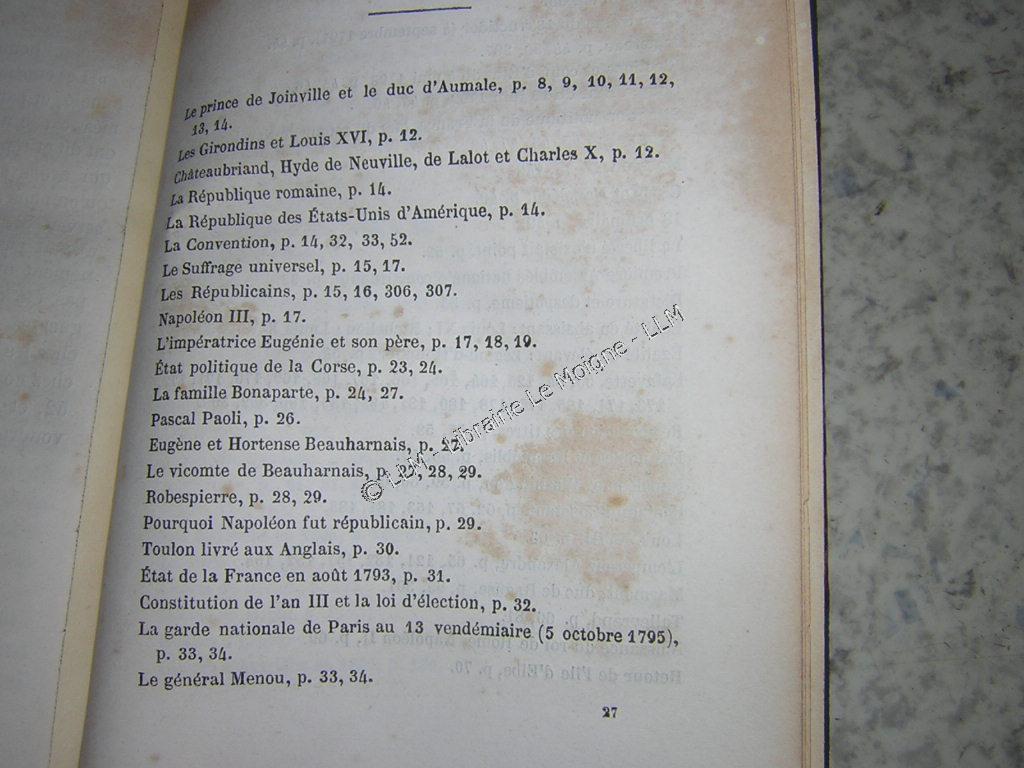 Le prince de Joinville et le duc d'Aumale, p. 8, 9, 10, 11, 12,
13, 14.
Les Girondins et Louis XVI, p. 12.
Châteaubriand, Hyde de Neuville, de Lalot et Charles X, p. 12.
La République romaine, p. 14.
La République des États-Unis d'Amérique, p. 14.
La Convention, p. 14, 32, 33, 52.
Le Suffrage universel, p. 15, 17.
Les Républicains, p. 15, 16, 306, 307.
Napoléon III, p. 17.
L'impératrice Eugénie et son père, p. 17, 18, 19.
État politique de la Corse, p. 23, 24.
La famille Bonaparte, p. 24, 27.
Pascal Paoli, p. 26.
Eugène et Hortense Beauharnais, p.
Le vicomte de Beauharnais, p. 28, 29.
Robespierre, p. 28, 29.
Pourquoi Napoléon fut républicain, p. 29.
Toulon livré aux Anglais, p. 30.
État de la France en août 1793, p. 31.
Constitution de l'an III et la loi d'élection, p. 32.
La garde nationale de Paris au 13 vendémiaire (5 octobre 1795),
p. 33, 34.
Le général Menou, p. 33, 34.
27
© LLM - Librairie Le Moigne - LLM